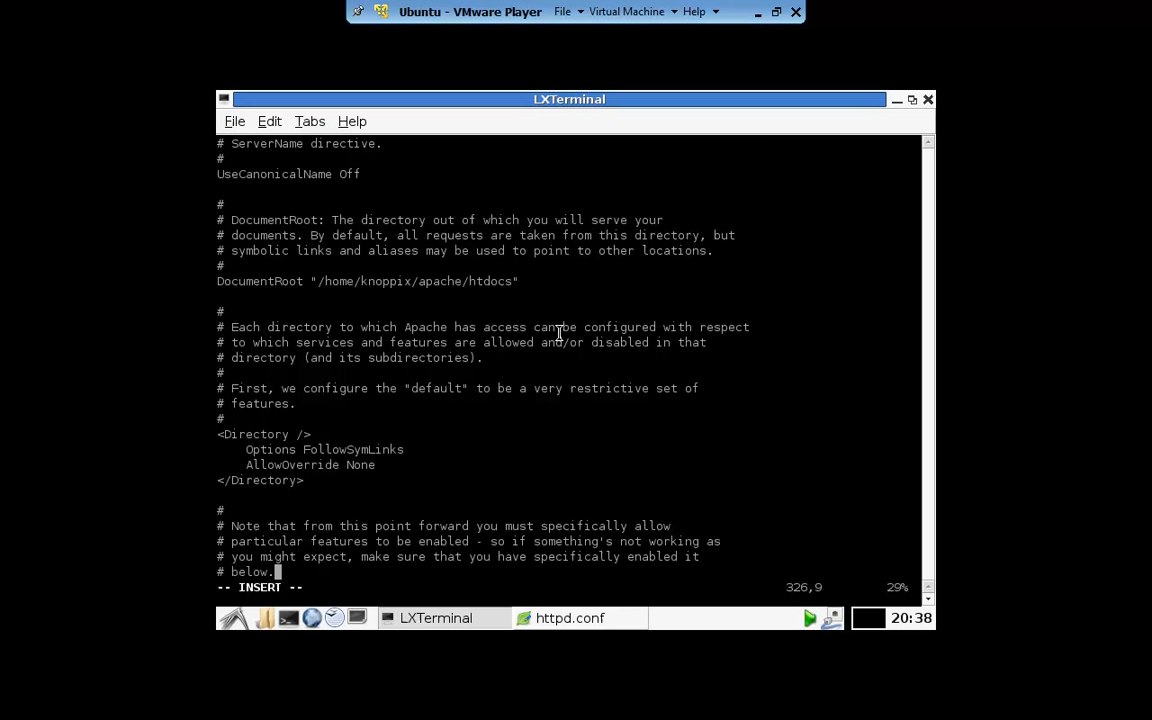 Ubuntu - VMware Player File Virtual Machine Help
LXTerminal
File Edit Tabs Help
# ServerName directive.
#
UseCanonicalName Off
#
# DocumentRoot: The directory out of which you will serve your
# documents. By default, all requests are taken from this directory, but
# symbolic links and aliases may be used to point to other locations.
#
DocumentRoot "/home/knoppix/apache/htdocs"
#
# Each directory to which Apache has access can be configured with respect
# to which services and features are allowed and/or disabled in that
# directory (and its subdirectories).
#
# First, we configure the "default" to be a very restrictive set of
# features.
#
<Directory />
    Options FollowSymLinks
    AllowOverride None
</Directory>
#
# Note that from this point forward you must specifically allow
# particular features to be enabled - so if something's not working as
# you might expect, make sure that you have specifically enabled it
# below.
-- INSERT -- 326,9 29%
LXTerminal httpd.conf 20:38